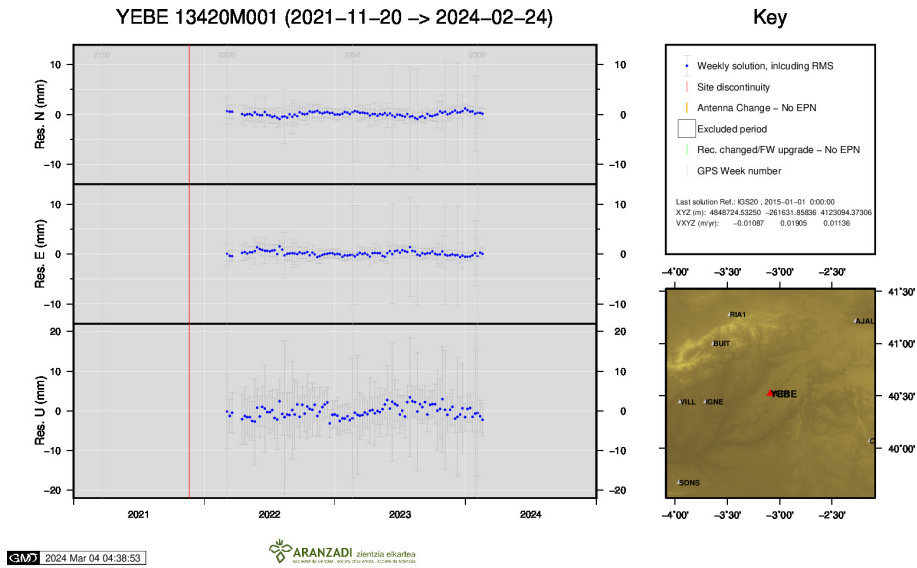 YEBE 13420M001 (2021−11−20 −> 2024−02−24)
Key
2150 2200 2250 2300
10 10
0 0
−10 −10
Res. N (mm)
10 10
0 0
−10 −10
Res. E (mm)
20 20
10 10
0 0
−10 −10
−20 −20
Res. U (mm)
2021 2022 2023 2024
Weekly solution, inlcuding RMS
Site discontinuity
Antenna Change − No EPN
Excluded period
Rec. changed/FW upgrade − No EPN
GPS Week number
Last solution Ref.: IGS20 , 2015−01−01 0:00:00
XYZ (m): 4848724.53250 −261631.85836 4123094.37306
VXYZ (m/yr): −0.01087 0.01905 0.01136
−4˚00' −3˚30' −3˚00' −2˚30'
41˚30'
RIA1
AJAL
BUIT
41˚00'
YEBE
40˚30'
VILL IGNE
40˚00'
SONS
−4˚00' −3˚30' −3˚00' −2˚30'
GMT 2024 Mar 04 04:38:53
ARANZADI zientzia elkartea